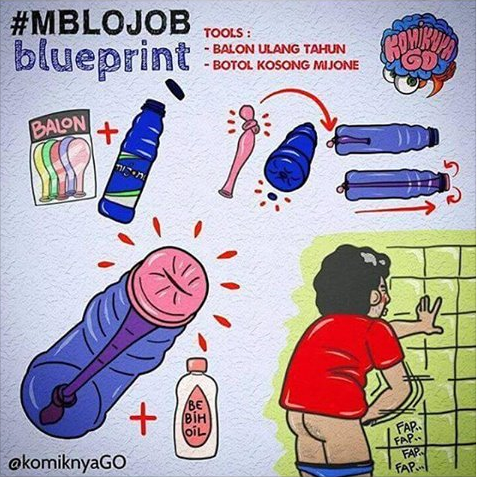 #MBLOJOB
blueprint
TOOLS :
- BALON ULANG TAHUN
- BOTOL KOSONG MIJONE
KOMIKNYA
GO
BALON
mijone
BE
BIH
OiL
FAP..
FAP..
FAP..
FAP...
@komiknyaGO